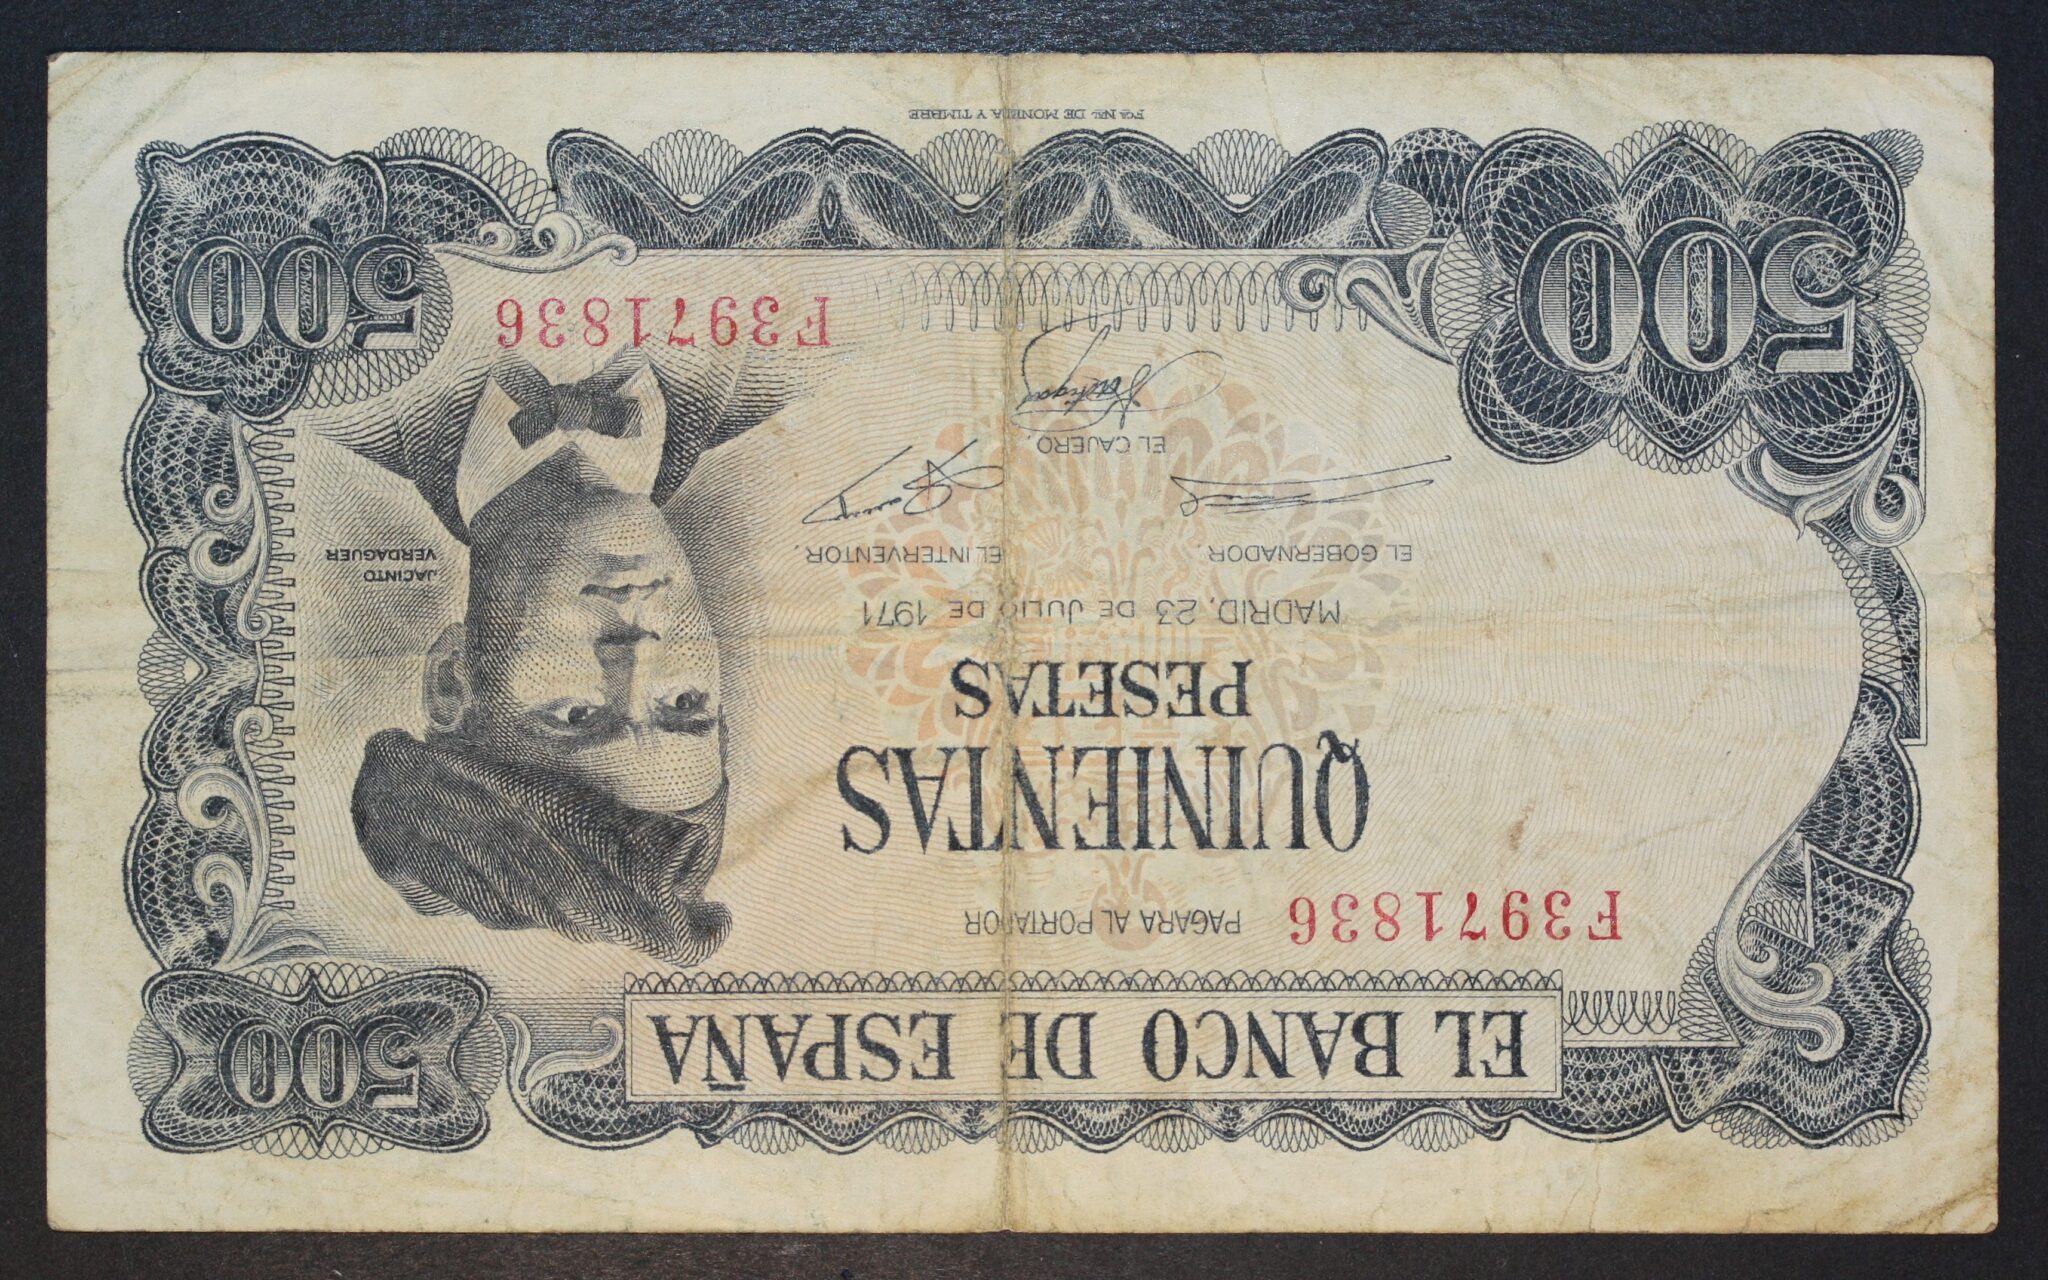 500
EL BANCO DE ESPAÑA
F3971836
PAGARA AL PORTADOR
QUINIENTAS
PESETAS
MADRID, 23 DE JULIO DE 1971
EL GOBERNADOR,
EL INTERVENTOR,
JACINTO
VERDAGUER
EL CAJERO,
F3971836
500
500
FCA NAL DE MONEDA Y TIMBRE